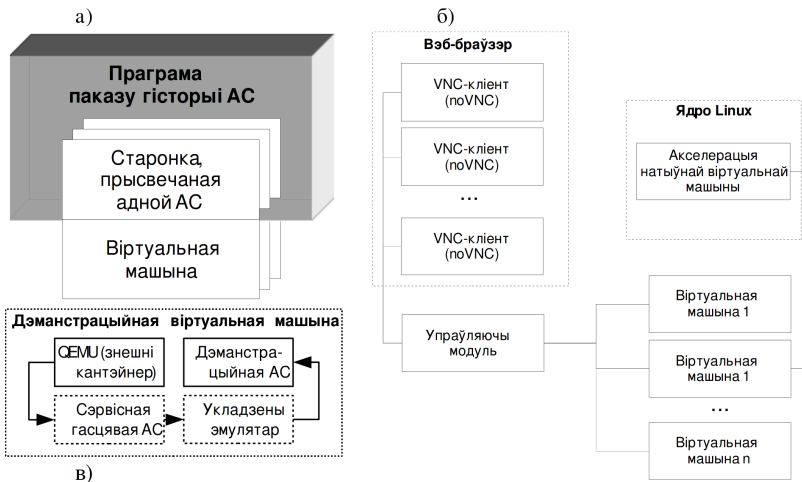 а)
Праграма
паказу гісторыі АС
Старонка,
прысвечаная
адной АС
Віртуальная
машына
Дэманстрацыйная віртуальная машына
QEMU (знешні
кантэйнер)
Дэманстра-
цыйная АС
Сэрвісная
гасцявая АС
Укладзены
эмулятар
в)
б)
Вэб-браўзэр
VNC-кліент
(noVNC)
VNC-кліент
(noVNC)
...
VNC-кліент
(noVNC)
Упраўляючы
модуль
Ядро Linux
Акселерацыя
натыўнай віртуальнай
машыны
Віртуальная
машына 1
Віртуальная
машына 1
...
Віртуальная
машына n